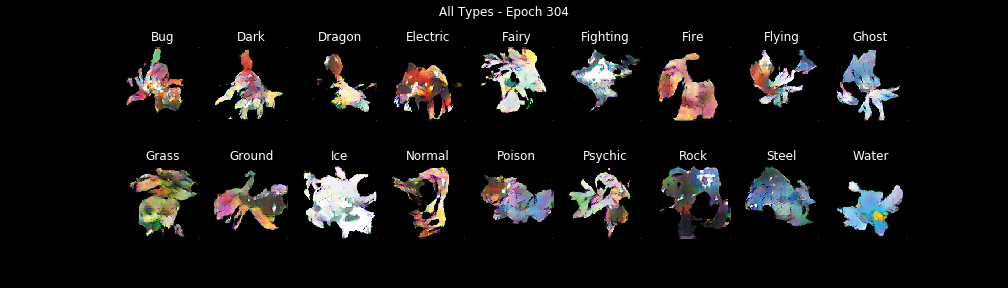 All Types - Epoch 304
Bug Dark Dragon Electric Fairy Fighting Fire Flying Ghost
Grass Ground Ice Normal Poison Psychic Rock Steel Water